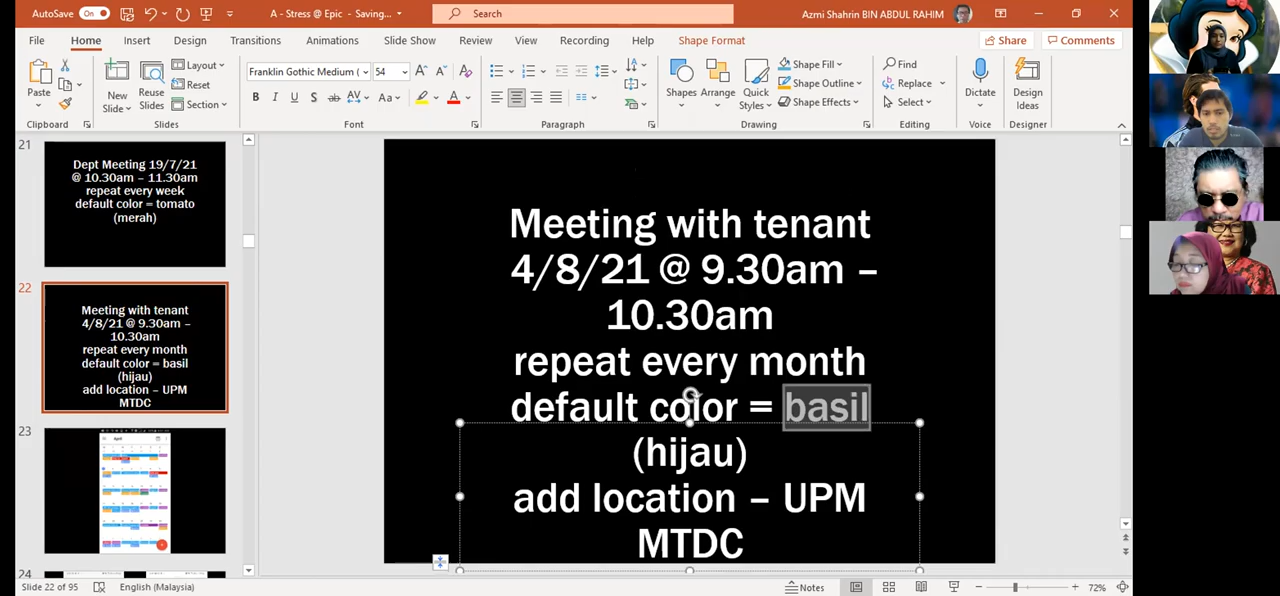 AutoSave On A - Stress @ Epic - Saving... Search Azmi Shahrin BIN ABDUL RAHIM
File Home Insert Design Transitions Animations Slide Show Review View Recording Help Shape Format Share Comments
Paste New Slide Reuse Slides Layout Reset Section Franklin Gothic Medium ( 54 Shapes Arrange Quick Styles Shape Fill Shape Outline Shape Effects Find Replace Select Dictate Design Ideas
Clipboard Slides Font Paragraph Drawing Editing Voice Designer
21
Dept Meeting 19/7/21
@ 10.30am – 11.30am
repeat every week
default color = tomato
(merah)
22
Meeting with tenant
4/8/21 @ 9.30am –
10.30am
repeat every month
default color = basil
(hijau)
add location – UPM
MTDC
23
24
Meeting with tenant
4/8/21 @ 9.30am –
10.30am
repeat every month
default color = basil
(hijau)
add location – UPM
MTDC
Slide 22 of 95 English (Malaysia) Notes 72%